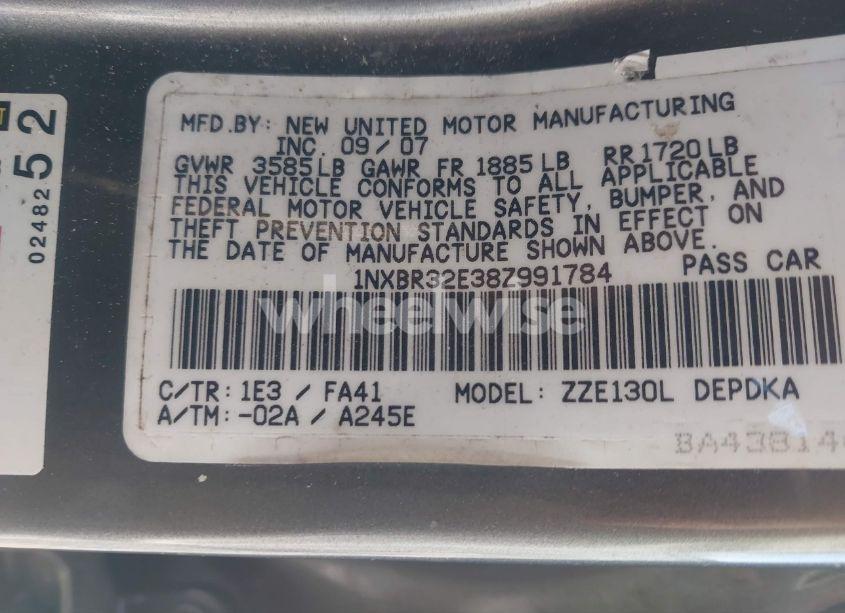 02482 52
MFD.BY: NEW UNITED MOTOR MANUFACTURING
INC. 09/07
GVWR 3585LB GAWR FR 1885LB RR1720LB
THIS VEHICLE CONFORMS TO ALL APPLICABLE
FEDERAL MOTOR VEHICLE SAFETY, BUMPER, AND
THEFT PREVENTION STANDARDS IN EFFECT ON
THE DATE OF MANUFACTURE SHOWN ABOVE.
1NXBR32E38Z991784 PASS CAR
wheelwise
C/TR: 1E3 / FA41 MODEL: ZZE130L DEPDKA
A/TM: -02A / A245E